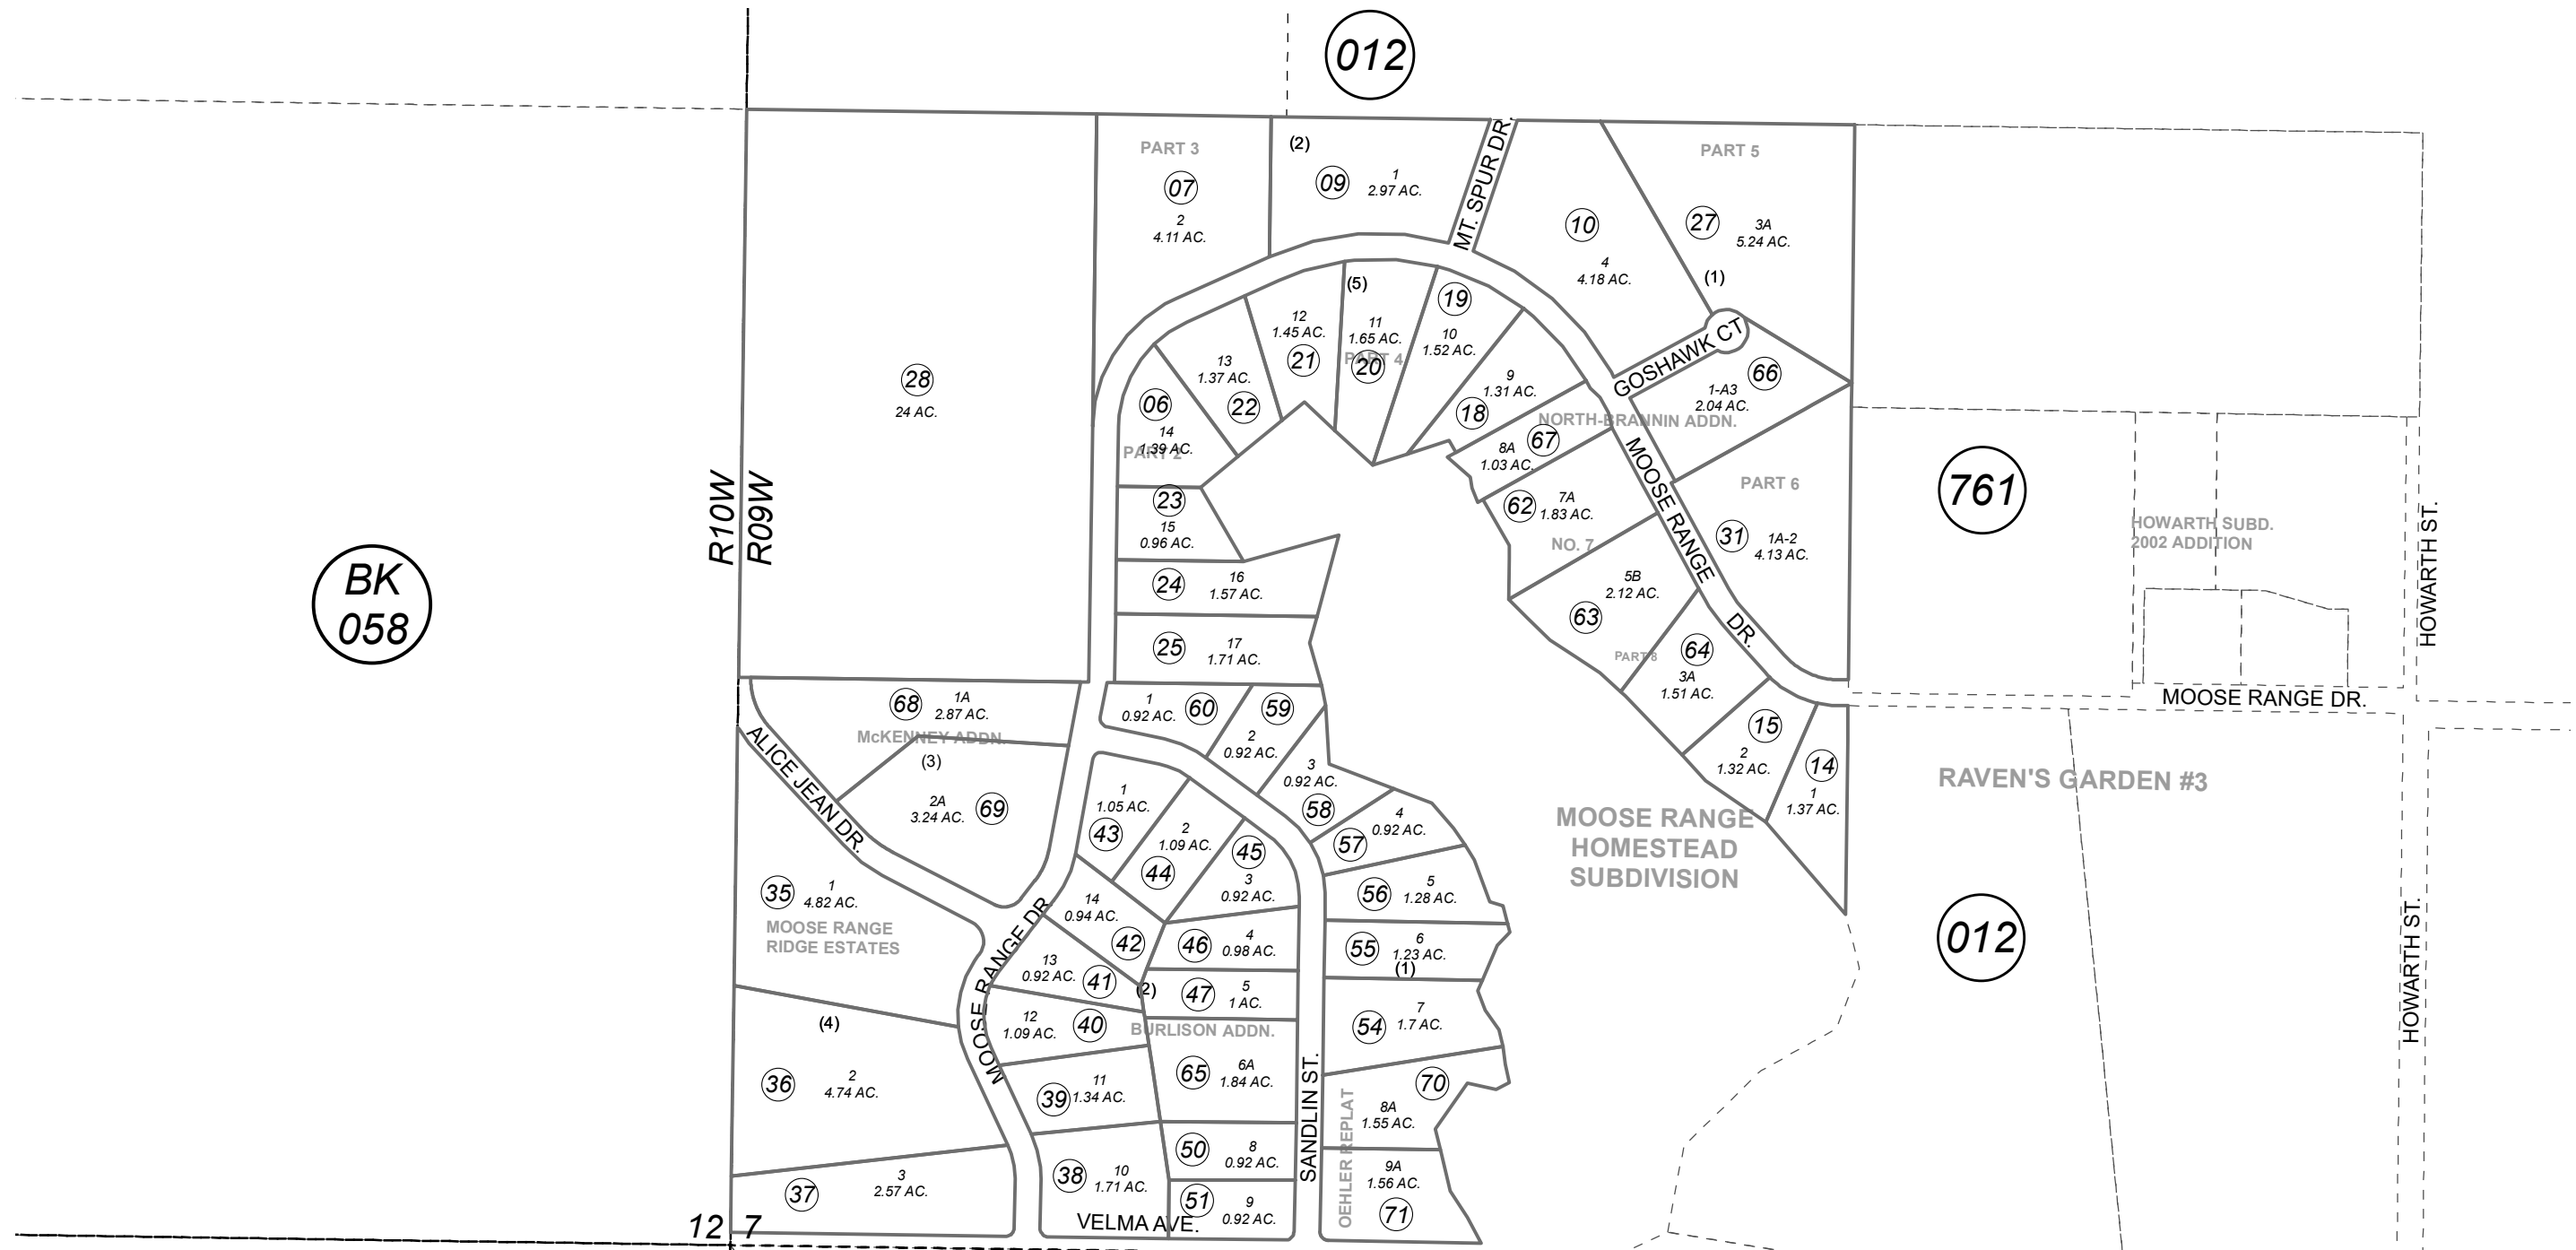 012
BK
058
R10W
R09W
28
24 AC.
PART 3
07
2
4.11 AC.
(2)
09
1
2.97 AC.
MT. SPUR DR.
10
4
4.18 AC.
PART 5
27
3A
5.24 AC.
(1)
GOSHAWK CT
66
1-A3
2.04 AC.
(5)
12
1.45 AC.
21
11
1.65 AC.
PART 4
20
19
10
1.52 AC.
9
1.31 AC.
18
13
1.37 AC.
22
06
14
1.39 AC.
PART 2
NORTH-BRANNIN ADDN.
67
8A
1.03 AC.
23
15
0.96 AC.
24
16
1.57 AC.
25
17
1.71 AC.
62
7A
1.83 AC.
NO. 7
MOOSE RANGE
DR.
PART 6
31
1A-2
4.13 AC.
5B
2.12 AC.
63
PART 8
64
3A
1.51 AC.
15
2
1.32 AC.
14
1
1.37 AC.
761
HOWARTH SUBD.
2002 ADDITION
HOWARTH ST.
MOOSE RANGE DR.
RAVEN'S GARDEN #3
MOOSE RANGE
HOMESTEAD
SUBDIVISION
012
HOWARTH ST.
68
1A
2.87 AC.
McKENNEY ADDN.
(3)
2A
3.24 AC.
69
ALICE JEAN DR.
1
0.92 AC.
60
59
2
0.92 AC.
3
0.92 AC.
58
4
0.92 AC.
57
1
1.05 AC.
43
2
1.09 AC.
44
45
3
0.92 AC.
56
5
1.28 AC.
35
1
4.82 AC.
MOOSE RANGE
RIDGE ESTATES
MOOSE RANGE DR.
14
0.94 AC.
42
46
4
0.98 AC.
55
6
1.23 AC.
(1)
13
0.92 AC.
41
(2)
47
5
1 AC.
54
7
1.7 AC.
12
1.09 AC.
40
BURLISON ADDN.
(4)
36
2
4.74 AC.
39
11
1.34 AC.
65
6A
1.84 AC.
SANDLIN ST.
70
8A
1.55 AC.
OEHLER REPLAT
50
8
0.92 AC.
38
10
1.71 AC.
37
3
2.57 AC.
51
9
0.92 AC.
9A
1.56 AC.
71
VELMA AVE.
12
7